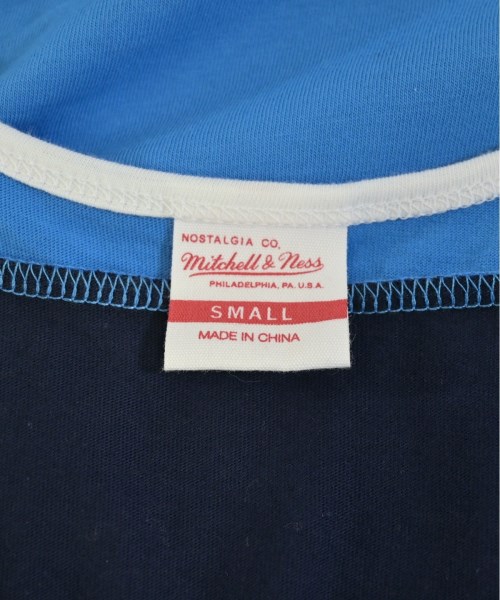 NOSTALGIA CO.
Mitchell & Ness
PHILADELPHIA, PA. U.S.A.
SMALL
MADE IN CHINA